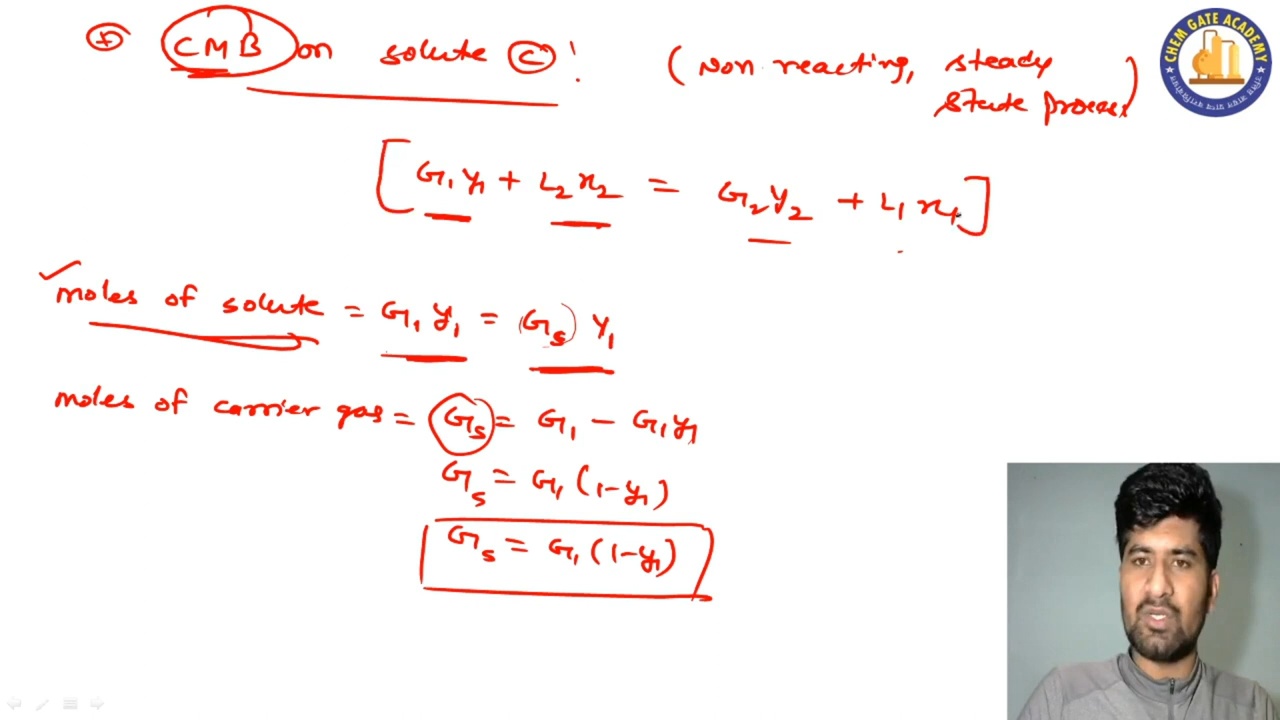 CMB on solute C : (Non reacting, steady
state process)
CHEM GATE ACADEMY
[G₁y₁ + L₂x₂ = G₂y₂ + L₁x₁]
moles of solute = G₁y₁ = (Gₛ) Y₁
moles of carrier gas = Gₛ = G₁ – G₁y₁
Gₛ = G₁(1–y₁)
Gₛ = G₁(1–y₁)